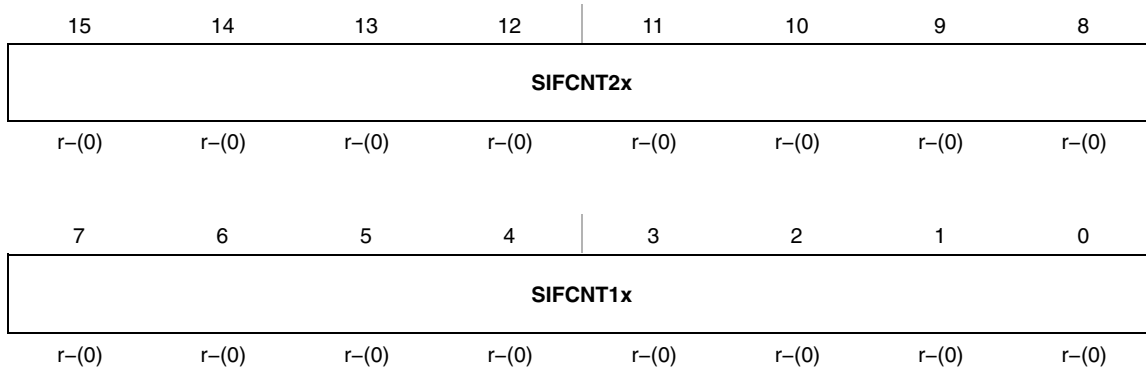 15 14 13 12 11 10 9 8
SIFCNT2x
r–(0) r–(0) r–(0) r–(0) r–(0) r–(0) r–(0) r–(0)
7 6 5 4 3 2 1 0
SIFCNT1x
r–(0) r–(0) r–(0) r–(0) r–(0) r–(0) r–(0) r–(0)